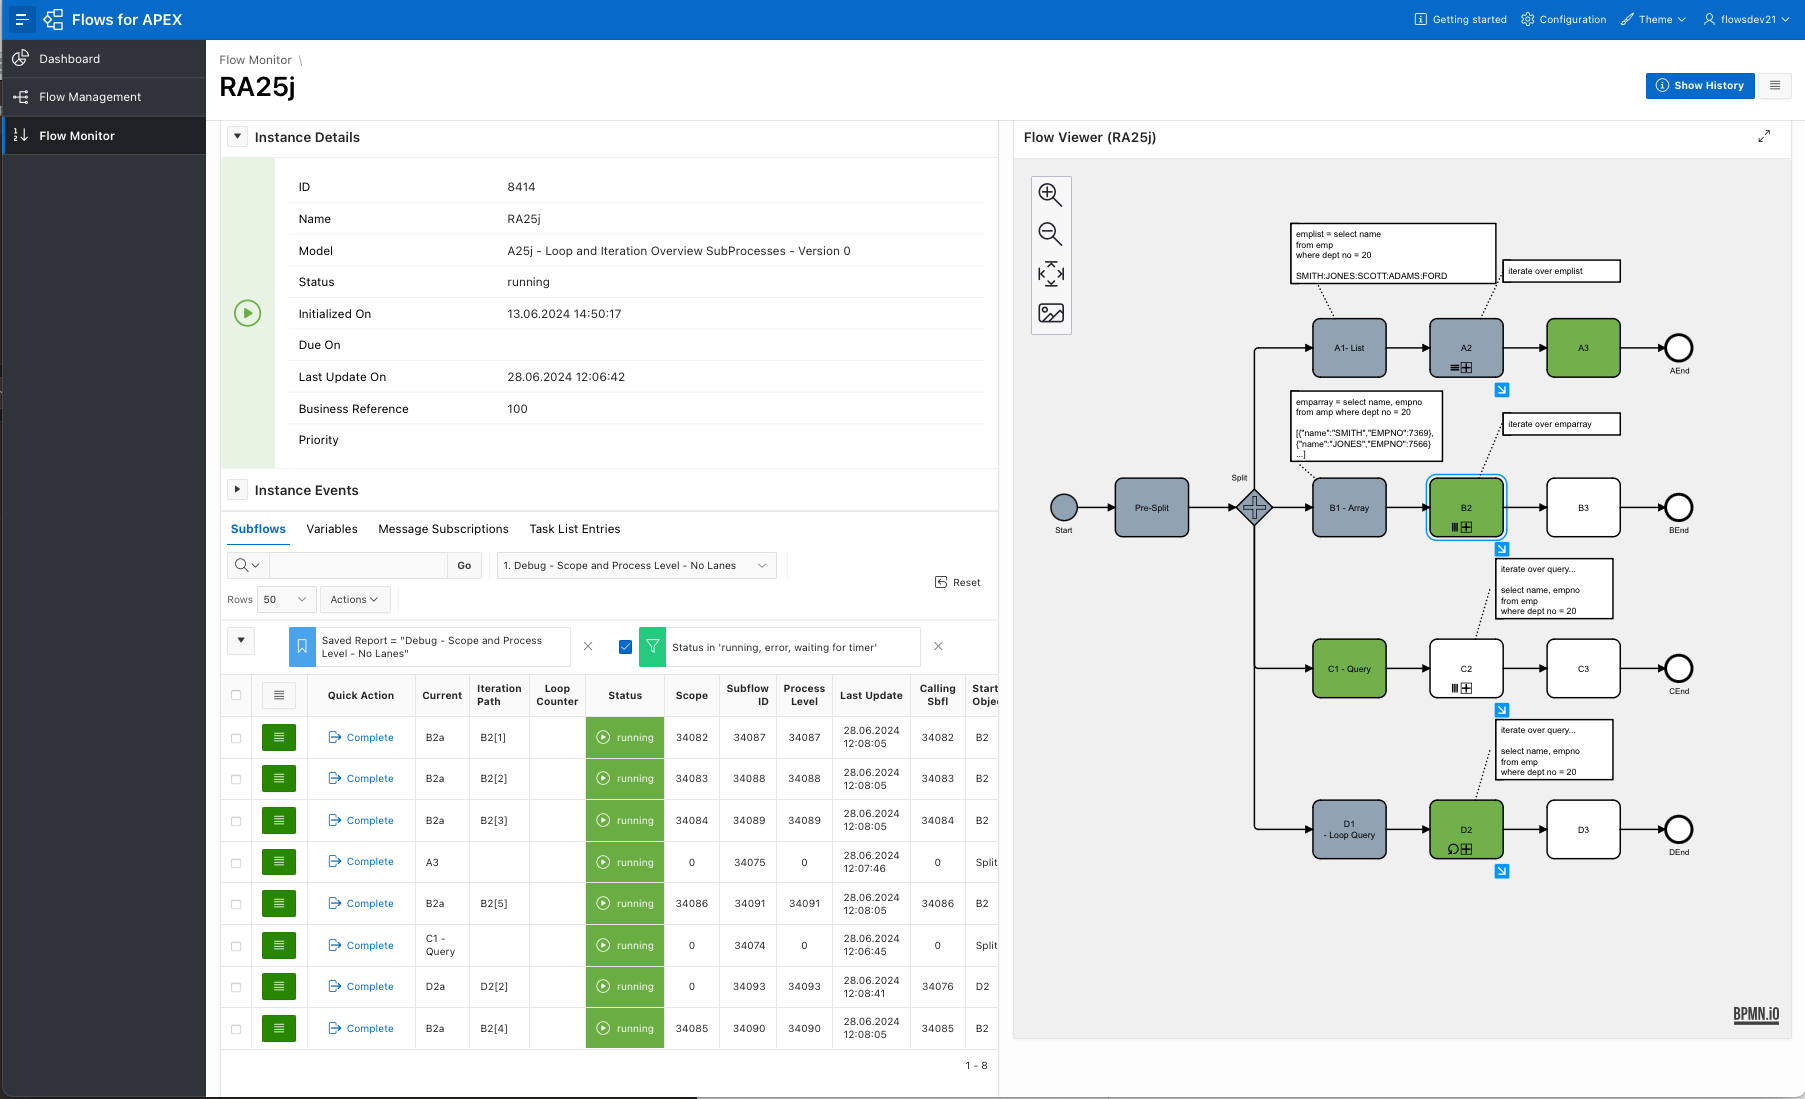 Flows for APEX
Getting started
Configuration
Theme
flowsdev21
Dashboard
Flow Management
Flow Monitor
Flow Monitor \
RA25j
Show History
Instance Details
ID 8414
Name RA25j
Model A25j - Loop and Iteration Overview SubProcesses - Version 0
Status running
Initialized On 13.06.2024 14:50:17
Due On
Last Update On 28.06.2024 12:06:42
Business Reference 100
Priority
Instance Events
Subflows Variables Message Subscriptions Task List Entries
Go
1. Debug - Scope and Process Level - No Lanes
Reset
Rows 50 Actions
Saved Report = "Debug - Scope and Process
Level - No Lanes"
Status in 'running, error, waiting for timer'
Quick Action Current Iteration Path Loop Counter Status Scope Subflow ID Process Level Last Update Calling Sbfl Start Objec
Complete B2a B2[1] running 34082 34087 34087 28.06.2024 12:08:05 34082 B2
Complete B2a B2[2] running 34083 34088 34088 28.06.2024 12:08:05 34083 B2
Complete B2a B2[3] running 34084 34089 34089 28.06.2024 12:08:05 34084 B2
Complete A3 running 0 34075 0 28.06.2024 12:07:46 0 Split
Complete B2a B2[5] running 34086 34091 34091 28.06.2024 12:08:05 34086 B2
Complete C1 - Query running 0 34074 0 28.06.2024 12:06:45 0 Split
Complete D2a D2[2] running 0 34093 34093 28.06.2024 12:08:41 34076 D2
Complete B2a B2[4] running 34085 34090 34090 28.06.2024 12:08:05 34085 B2
1 - 8
Flow Viewer (RA25j)
emplist = select name
from emp
where dept no = 20
SMITH:JONES:SCOTT:ADAMS:FORD
iterate over emplist
A1- List
A2
A3
AEnd
emparray = select name, empno
from amp where dept no = 20
[{"name":"SMITH","EMPNO":7369},
{"name":"JONES","EMPNO":7566}
...]
iterate over emparray
Start
Pre-Split
Split
B1 - Array
B2
B3
BEnd
iterate over query...
select name, empno
from emp
where dept no = 20
C1 - Query
C2
C3
CEnd
iterate over query...
select name, empno
from emp
where dept no = 20
D1
- Loop Query
D2
D3
DEnd
BPMN.iO